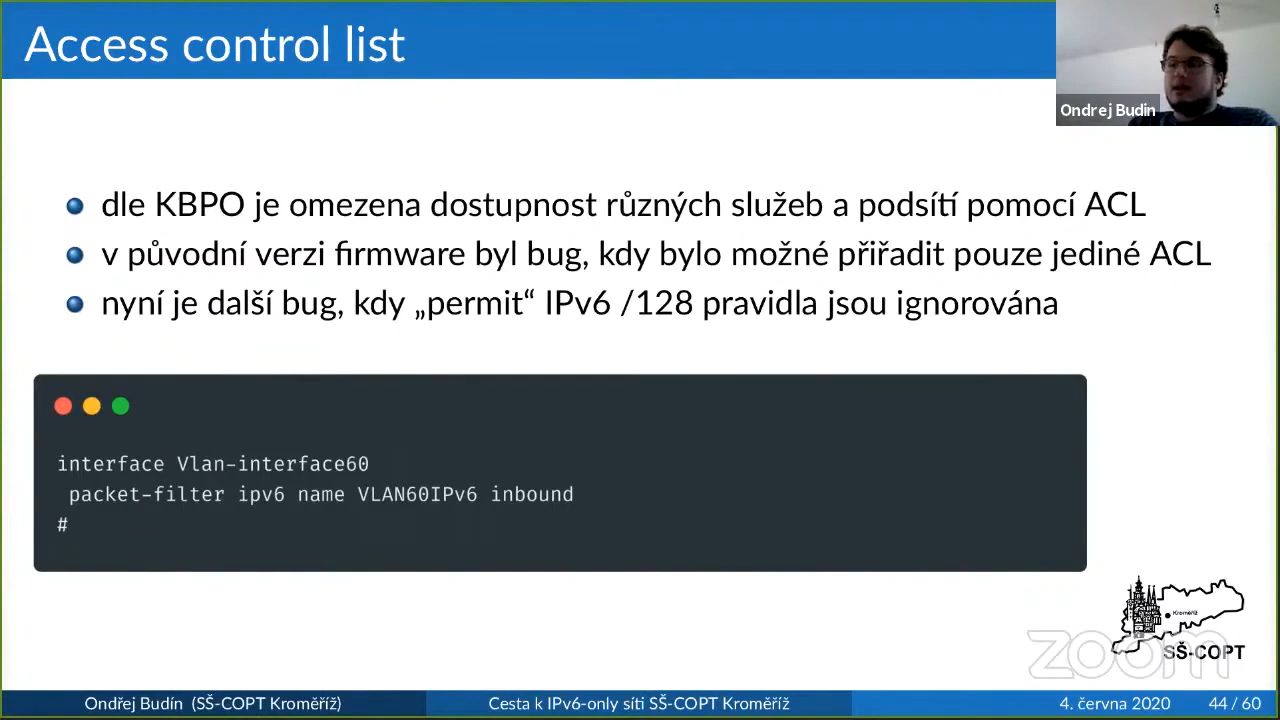 Access control list
Ondrej Budin
dle KBPO je omezena dostupnost různých služeb a podsítí pomocí ACL
v původní verzi firmware byl bug, kdy bylo možné přiřadit pouze jediné ACL
nyní je další bug, kdy „permit“ IPv6 /128 pravidla jsou ignorována
interface Vlan-interface60
packet-filter ipv6 name VLAN60IPv6 inbound
#
Kroměříž
SŠ-COPT
zoom
Ondřej Budín (SŠ-COPT Kroměříž)
Cesta k IPv6-only síti SŠ-COPT Kroměříž
4. června 2020
44 / 60